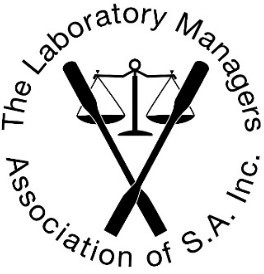 The Laboratory Managers
Association of S.A. Inc.